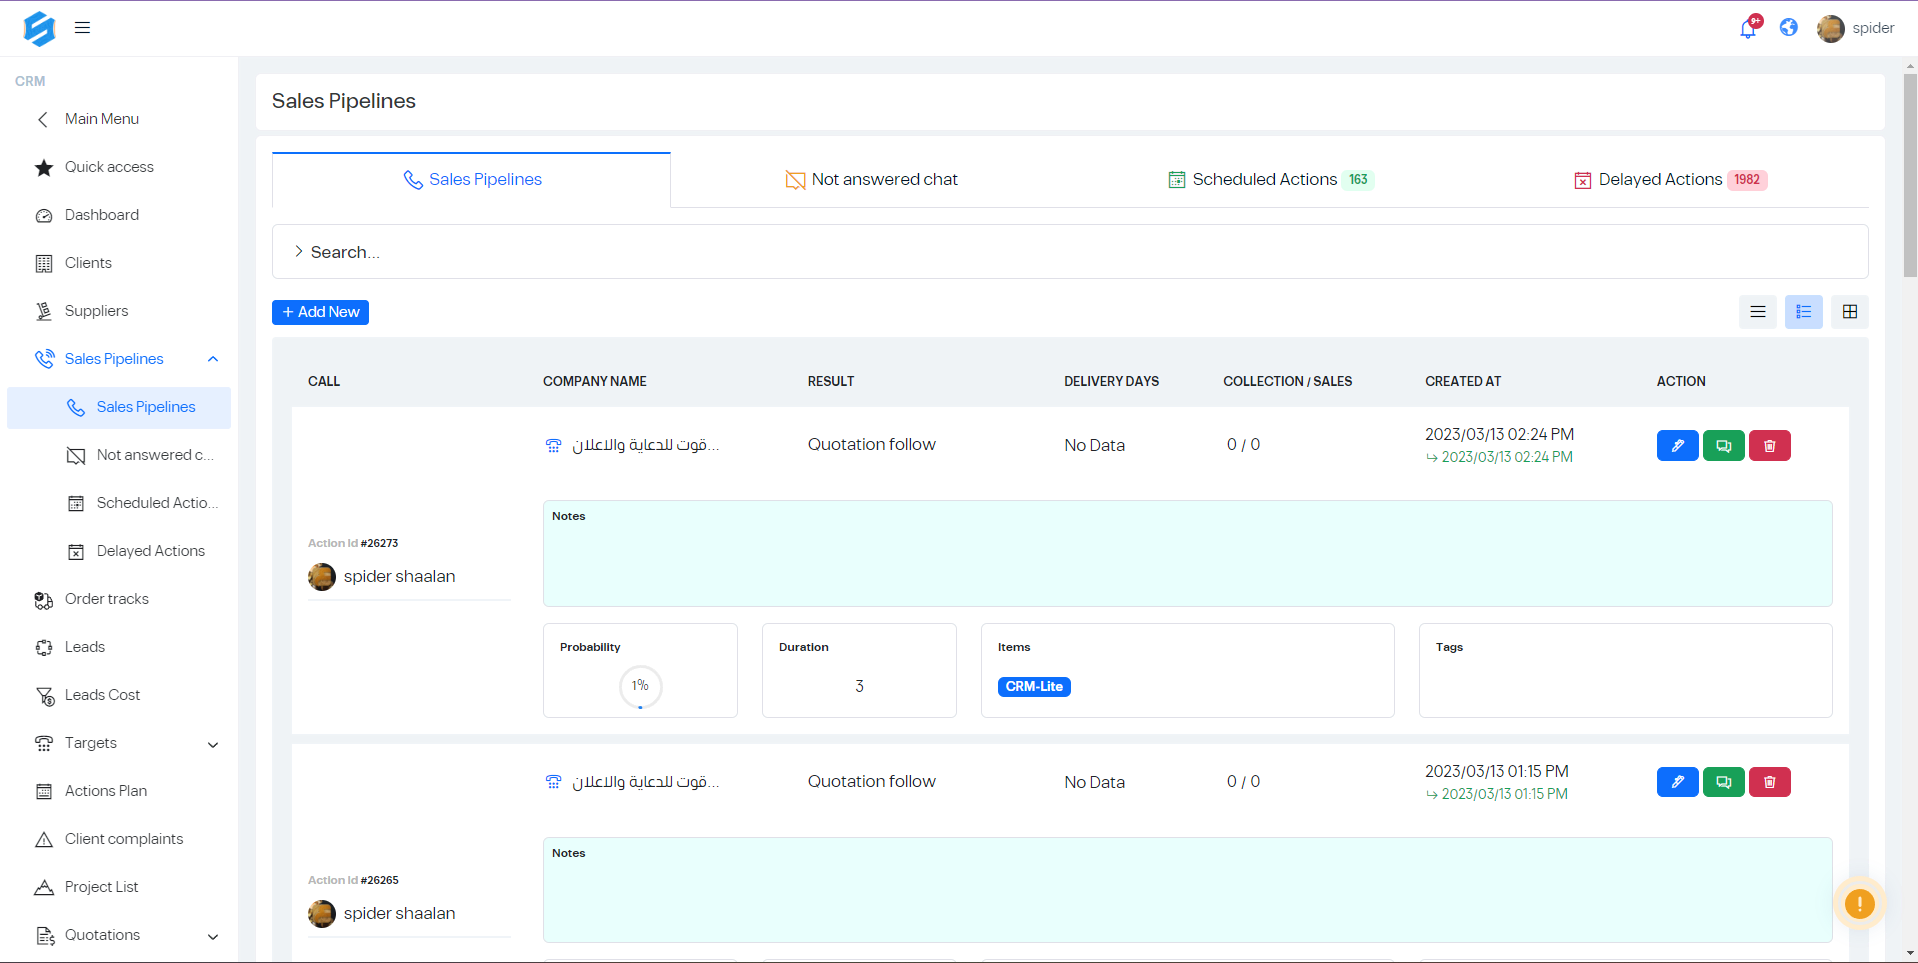 9+
spider
CRM
Main Menu
Quick access
Dashboard
Clients
Suppliers
Sales Pipelines
Sales Pipelines
Not answered c...
Scheduled Actio...
Delayed Actions
Order tracks
Leads
Leads Cost
Targets
Actions Plan
Client complaints
Project List
Quotations
Sales Pipelines
Sales Pipelines
Not answered chat
Scheduled Actions 163
Delayed Actions 1982
Search...
+ Add New
CALL COMPANY NAME RESULT DELIVERY DAYS COLLECTION / SALES CREATED AT ACTION
قوت للدعاية والاعلان... Quotation follow No Data 0 / 0 2023/03/13 02:24 PM
2023/03/13 02:24 PM
Notes
Action Id #26273
spider shaalan
Probability Duration Items Tags
1% 3 CRM-Lite
قوت للدعاية والاعلان... Quotation follow No Data 0 / 0 2023/03/13 01:15 PM
2023/03/13 01:15 PM
Notes
Action Id #26265
spider shaalan